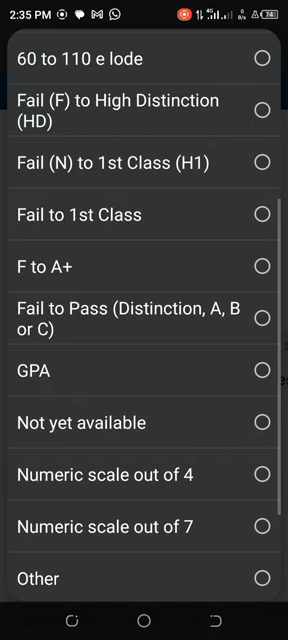 2:35 PM
4G
0
B/s
74
60 to 110 e lode
Fail (F) to High Distinction
(HD)
Fail (N) to 1st Class (H1)
Fail to 1st Class
F to A+
Fail to Pass (Distinction, A, B
or C)
GPA
Not yet available
Numeric scale out of 4
Numeric scale out of 7
Other